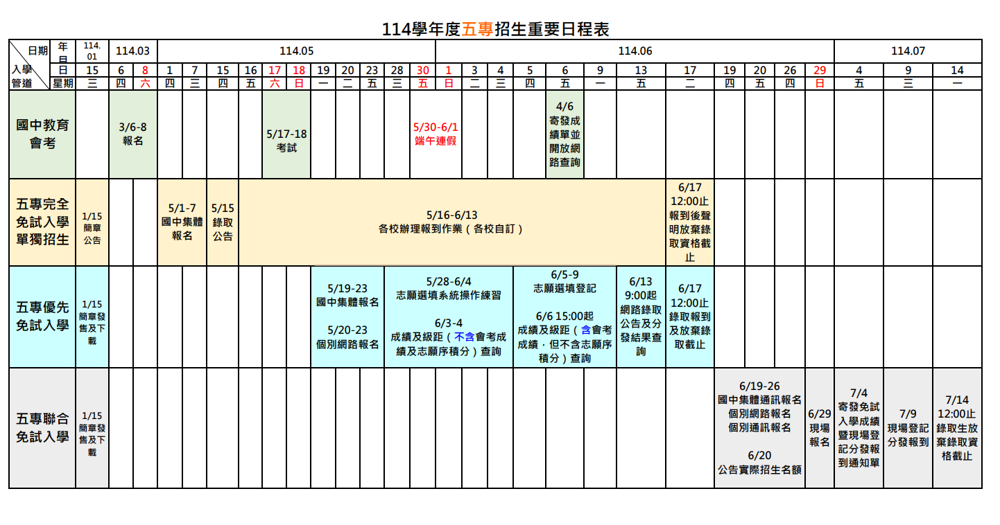 114學年度五專招生重要日程表
日期
年
月
114.
01
114.03
114.05
114.06
114.07
入學
管道
日
15 6 8 1 7 15 16 17 18 19 20 23 28 30 1 3 4 5 6 9 13 17 19 20 26 29 4 9 14
星期
三 四 六 四 三 四 五 六 日 一 二 五 三 五 日 二 三 四 五 一 五 二 四 五 四 日 五 三 一
國中教育
會考
3/6-8
報名
5/17-18
考試
5/30-6/1
端午連假
4/6
寄發成
績單並
開放網
路查詢
五專完全
免試入學
單獨招生
1/15
簡章
公告
5/1-7
國中集體
報名
5/15
錄取
公告
5/16-6/13
各校辦理報到作業（各校自訂）
6/17
12:00止
報到後聲
明放棄錄
取資格截
止
五專優先
免試入學
1/15
簡章發
售及下
載
5/19-23
國中集體報名
5/20-23
個別網路報名
5/28-6/4
志願選填系統操作練習
6/3-4
成績及級距（不含會考成
績及志願序積分）查詢
6/5-9
志願選填登記
6/6 15:00起
成績及級距（含會考
成績，但不含志願序
積分）查詢
6/13
9:00起
網路錄取
公告及分
發結果查
詢
6/17
12:00止
錄取報到
及放棄錄
取截止
五專聯合
免試入學
1/15
簡章發
售及下
載
6/19-26
國中集體通訊報名
個別網路報名
個別通訊報名
6/20
公告實際招生名額
6/29
現場
報名
7/4
寄發免試
入學成績
暨現場登
記分發報
到通知單
7/9
現場登記
分發報到
7/14
12:00止
錄取生放
棄錄取資
格截止